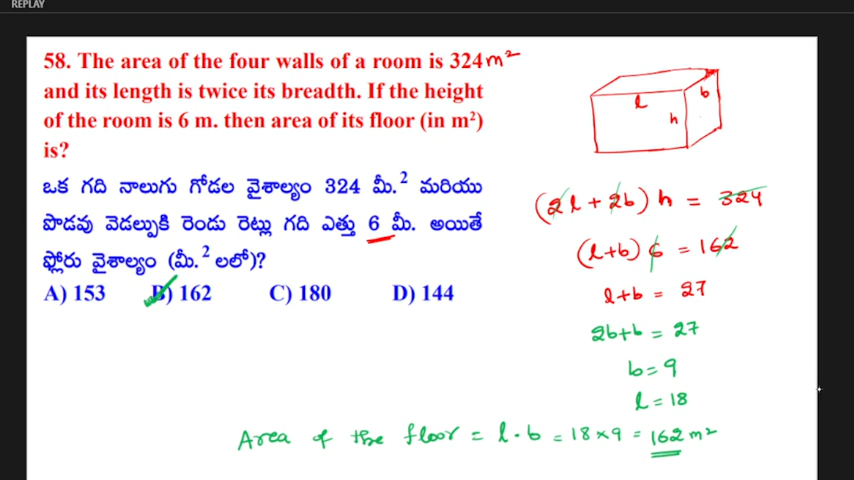 REPLAY
58. The area of the four walls of a room is 324 m²
and its length is twice its breadth. If the height
of the room is 6 m. then area of its floor (in m²)
is?
ఒక గది నాలుగు గోడల వైశాల్యం 324 మీ.² మరియు
పొడవు వెడల్పుకి రెండు రెట్లు గది ఎత్తు 6 మీ. అయితే
ఫ్లోరు వైశాల్యం (మీ.² లలో)?
A) 153 B) 162 C) 180 D) 144
l b h
(2l + 2b) h = 324
(l+b) 6 = 162
l+b = 27
2b+b = 27
b = 9
l = 18
Area of the floor = l · b = 18 × 9 = 162 m²